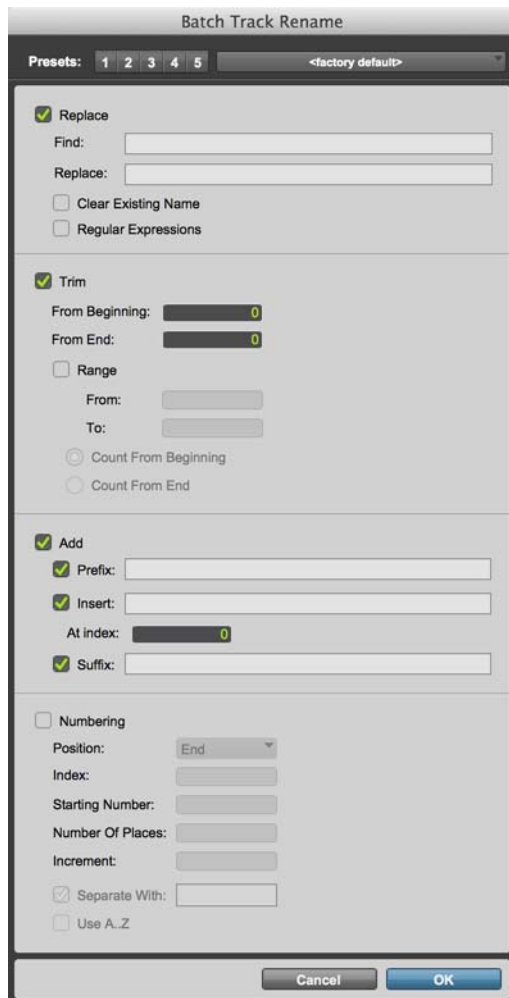 Batch Track Rename
Presets: 1 2 3 4 5 <factory default>
Replace
Find:
Replace:
Clear Existing Name
Regular Expressions
Trim
From Beginning: 0
From End: 0
Range
From:
To:
Count From Beginning
Count From End
Add
Prefix:
Insert:
At index: 0
Suffix:
Numbering
Position: End
Index:
Starting Number:
Number Of Places:
Increment:
Separate With:
Use A..Z
Cancel OK